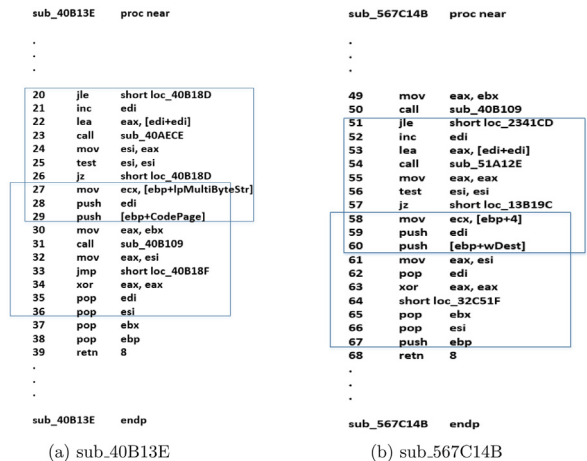 sub_40B13E proc near
.
.
.
20 jle short loc_40B18D
21 inc edi
22 lea eax, [edi+edi]
23 call sub_40AECE
24 mov esi, eax
25 test esi, esi
26 jz short loc_40B18D
27 mov ecx, [ebp+lpMultiByteStr]
28 push edi
29 push [ebp+CodePage]
30 mov eax, ebx
31 call sub_40B109
32 mov eax, esi
33 jmp short loc_40B18F
34 xor eax, eax
35 pop edi
36 pop esi
37 pop ebx
38 pop ebp
39 retn 8
.
.
.
sub_40B13E endp
(a) sub_40B13E
sub_567C14B proc near
.
.
.
49 mov eax, ebx
50 call sub_40B109
51 jle short loc_2341CD
52 inc edi
53 lea eax, [edi+edi]
54 call sub_51A12E
55 mov eax, eax
56 test esi, esi
57 jz short loc_13B19C
58 mov ecx, [ebp+4]
59 push edi
60 push [ebp+wDest]
61 mov eax, esi
62 pop edi
63 xor eax, eax
64 short loc_32C51F
65 pop ebx
66 pop esi
67 push ebp
68 retn 8
.
.
.
sub_567C14B endp
(b) sub_567C14B